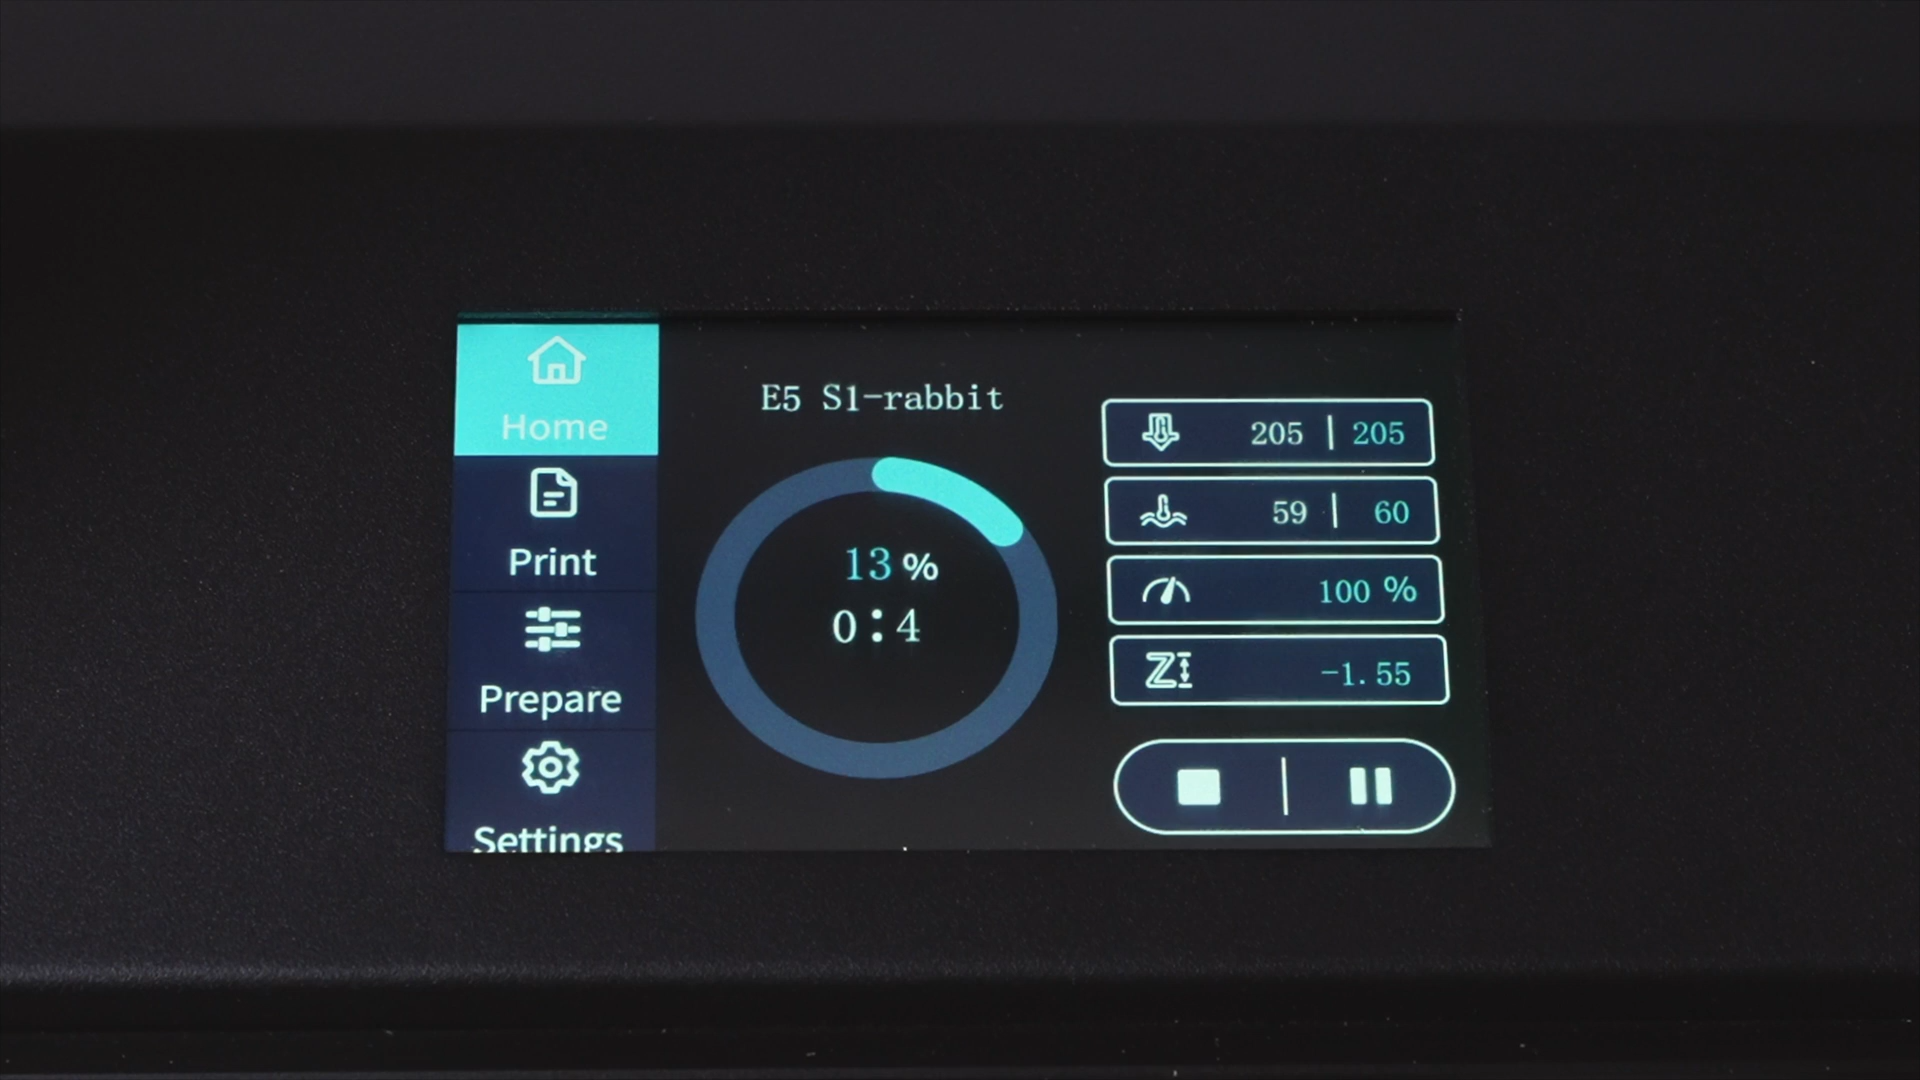 Home
Print
Prepare
Settings
E5 S1-rabbit
13 %
0:4
205 | 205
59 | 60
100 %
Z -1.55